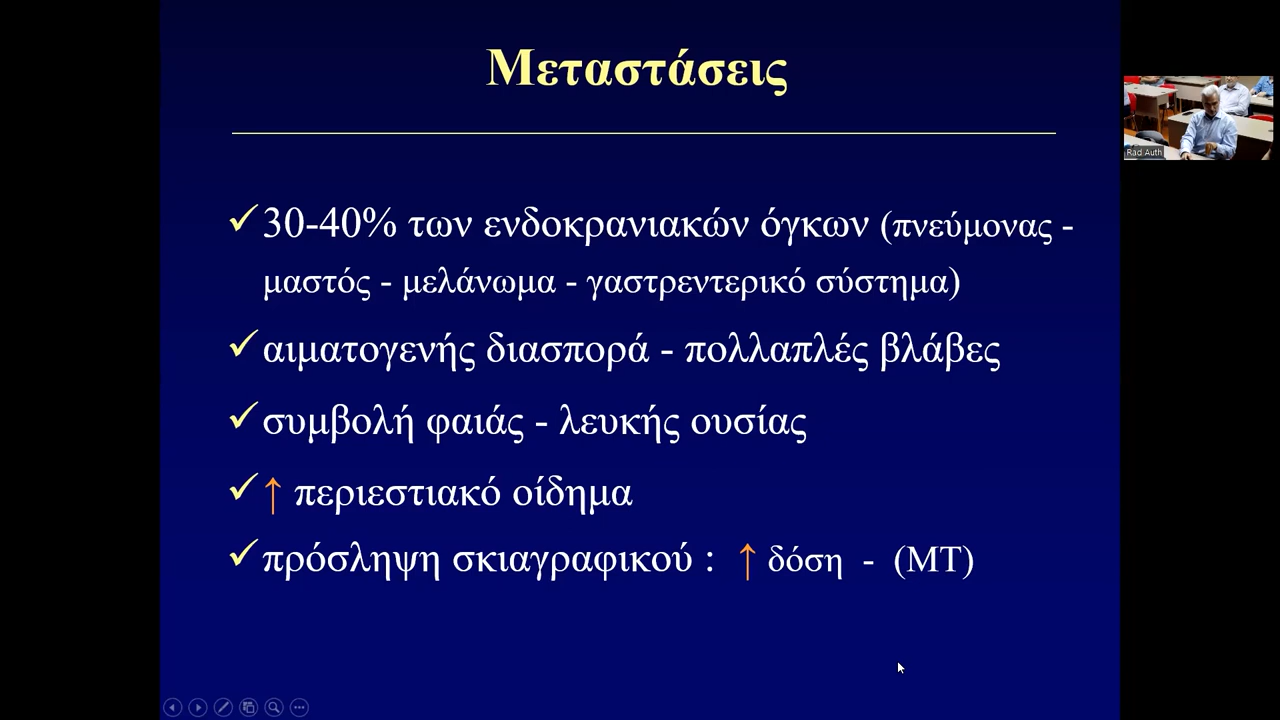 Μεταστάσεις
✓30-40% των ενδοκρανιακών όγκων (πνεύμονας -
μαστός - μελάνωμα - γαστρεντερικό σύστημα)
✓αιματογενής διασπορά - πολλαπλές βλάβες
✓συμβολή φαιάς - λευκής ουσίας
✓↑ περιεστιακό οίδημα
✓πρόσληψη σκιαγραφικού : ↑ δόση - (ΜΤ)
Rad Auth